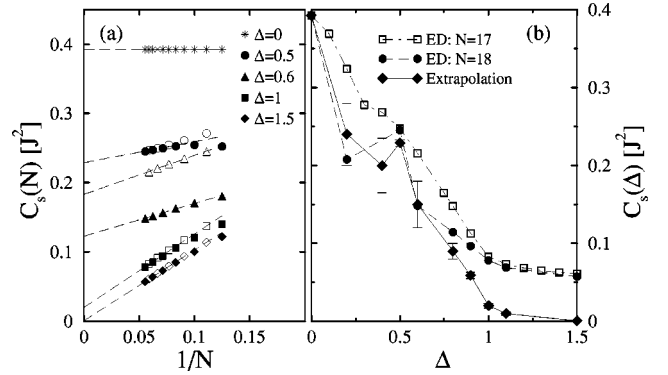 0.4
0.3
0.2
0.1
0
C_s(N) [J²]
(a)
∗ Δ=0
● Δ=0.5
▲ Δ=0.6
■ Δ=1
◆ Δ=1.5
0 0.05 0.1 0.15
1/N
(b)
ED: N=17
ED: N=18
Extrapolation
0 0.5 1 1.5
Δ
0.4
0.3
0.2
0.1
0
C_s(Δ) [J²]